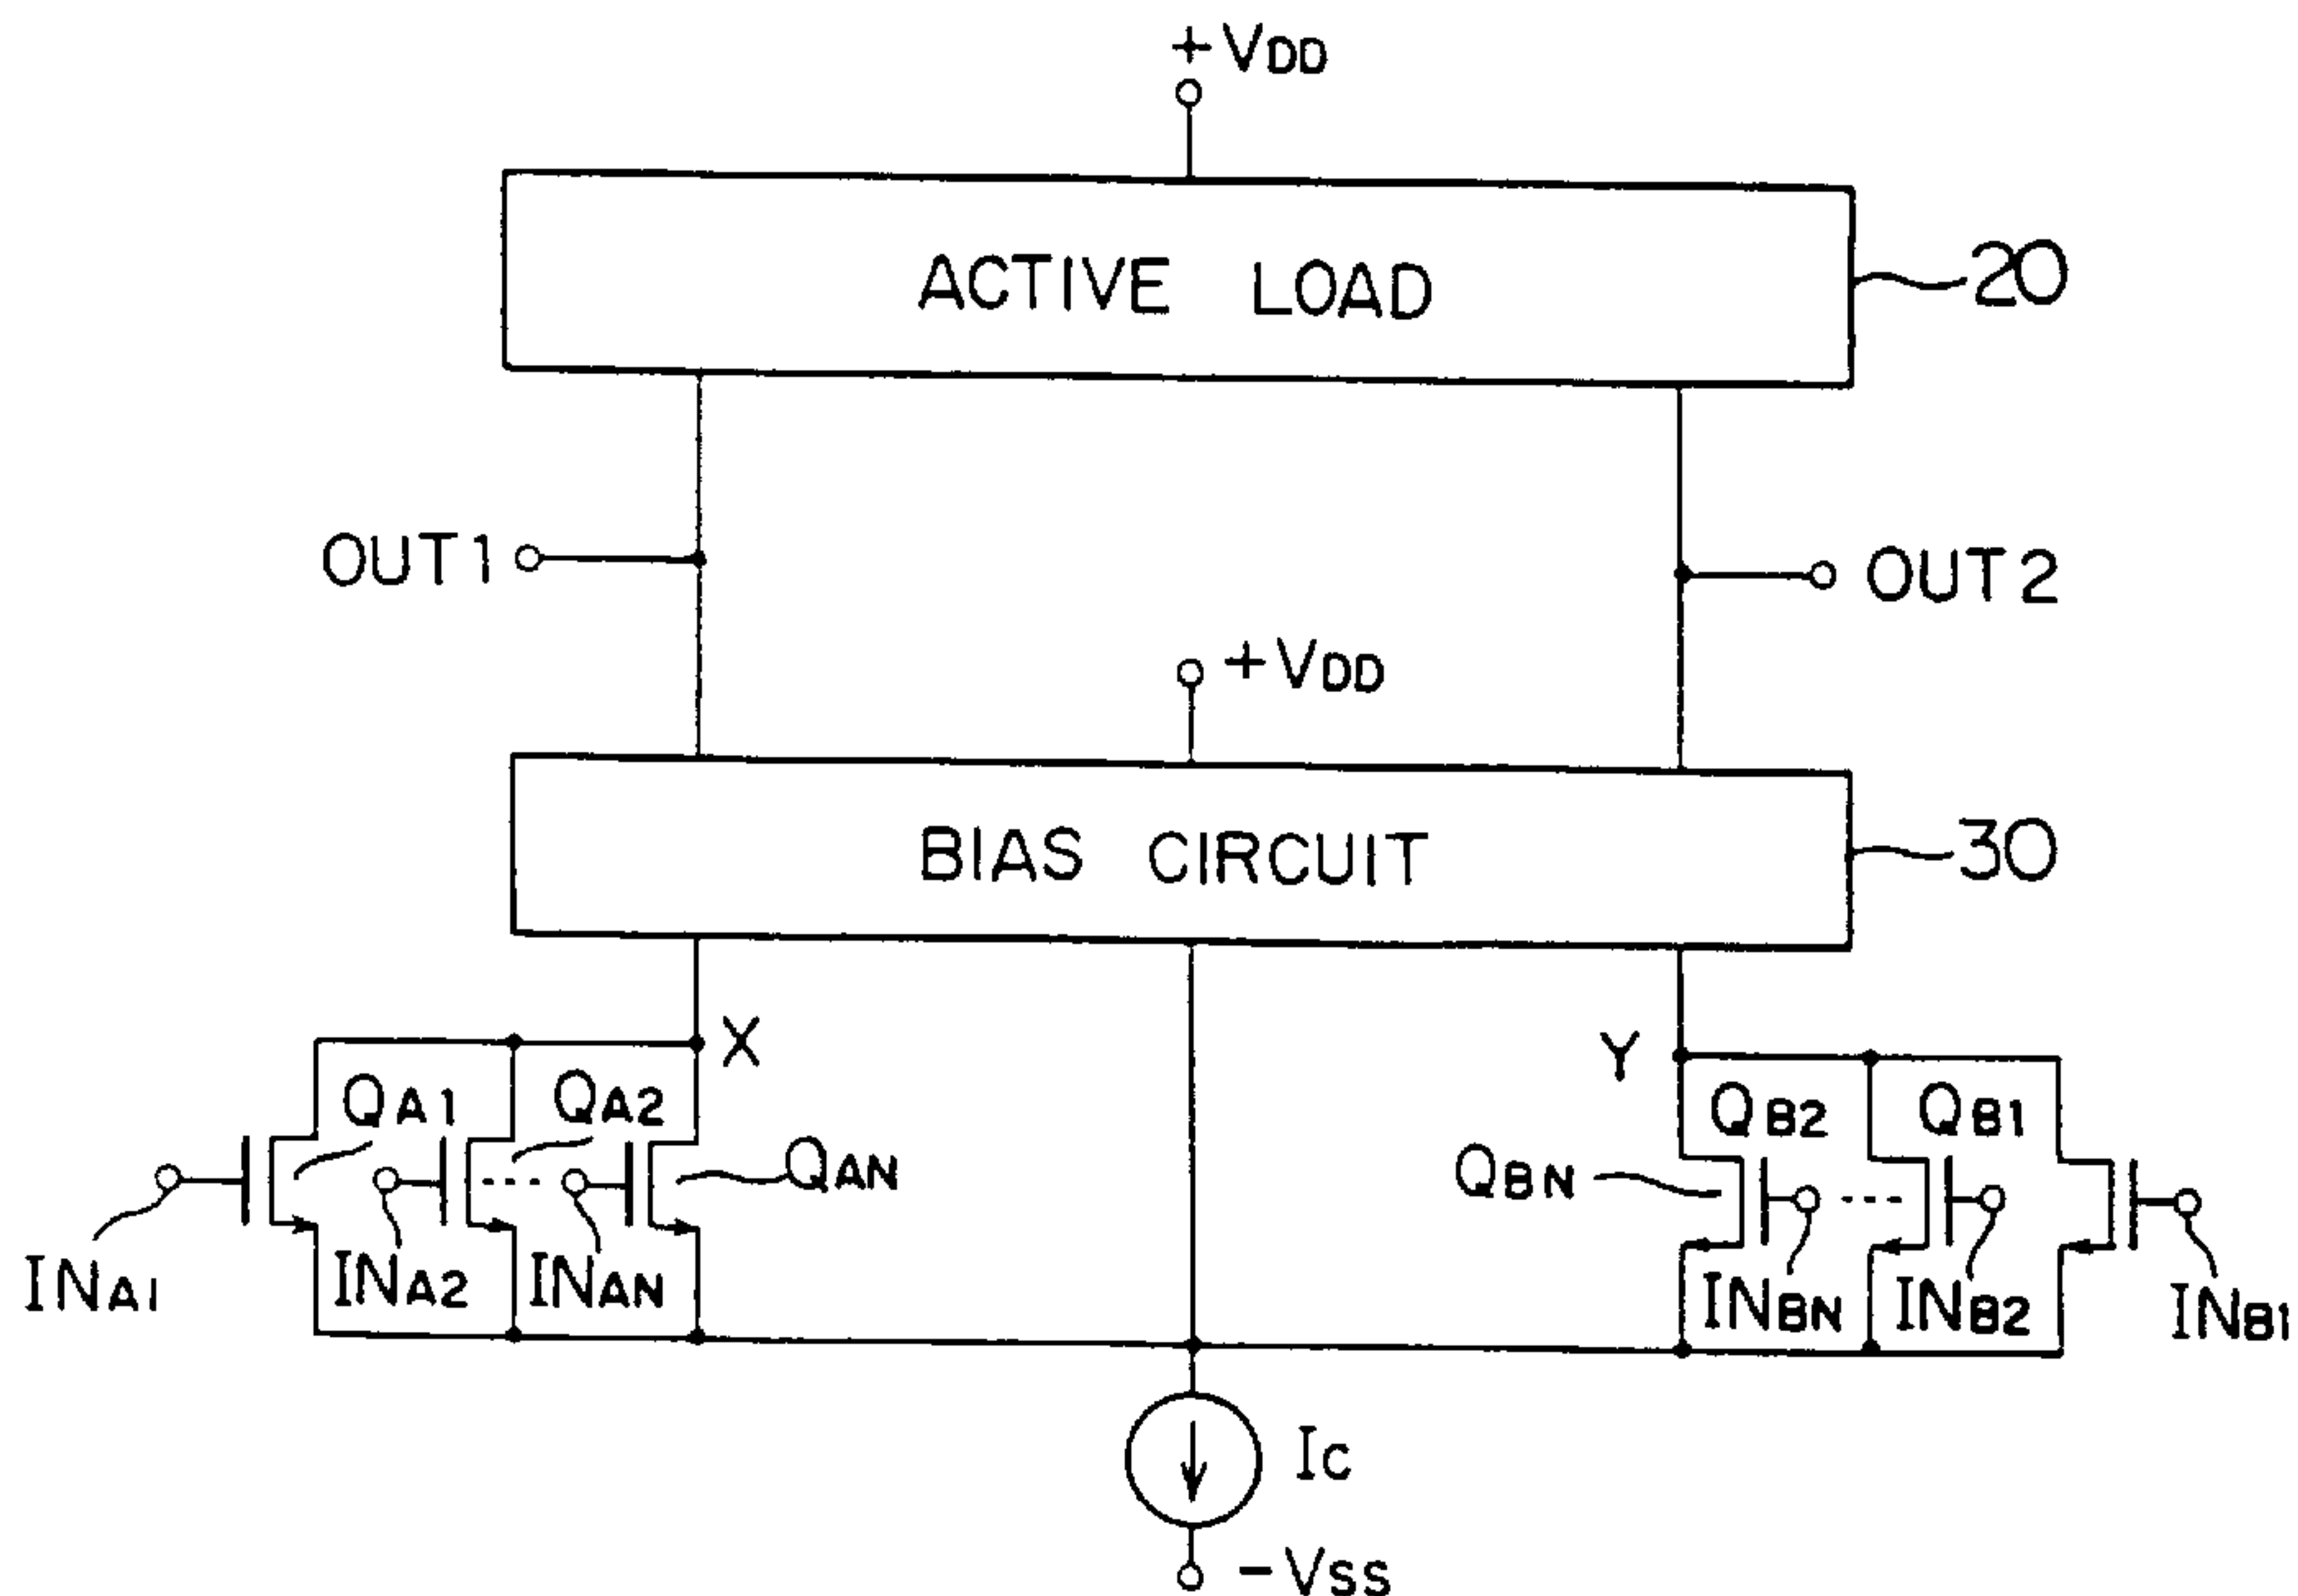 +VDD
ACTIVE LOAD
20
OUT1
OUT2
+VDD
BIAS CIRCUIT
30
X
Y
QA1
QA2
QAN
QBN
QB2
QB1
INA1
INA2
INAN
INBN
INB2
INB1
IC
-VSS